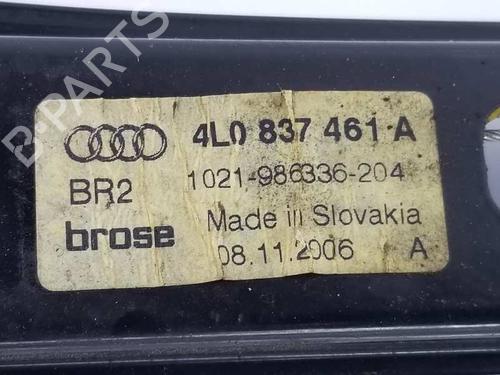 4L0 837 461 A
BR2 1021-986336-204
brose Made in Slovakia
08.11.2006 A
B-PARTS